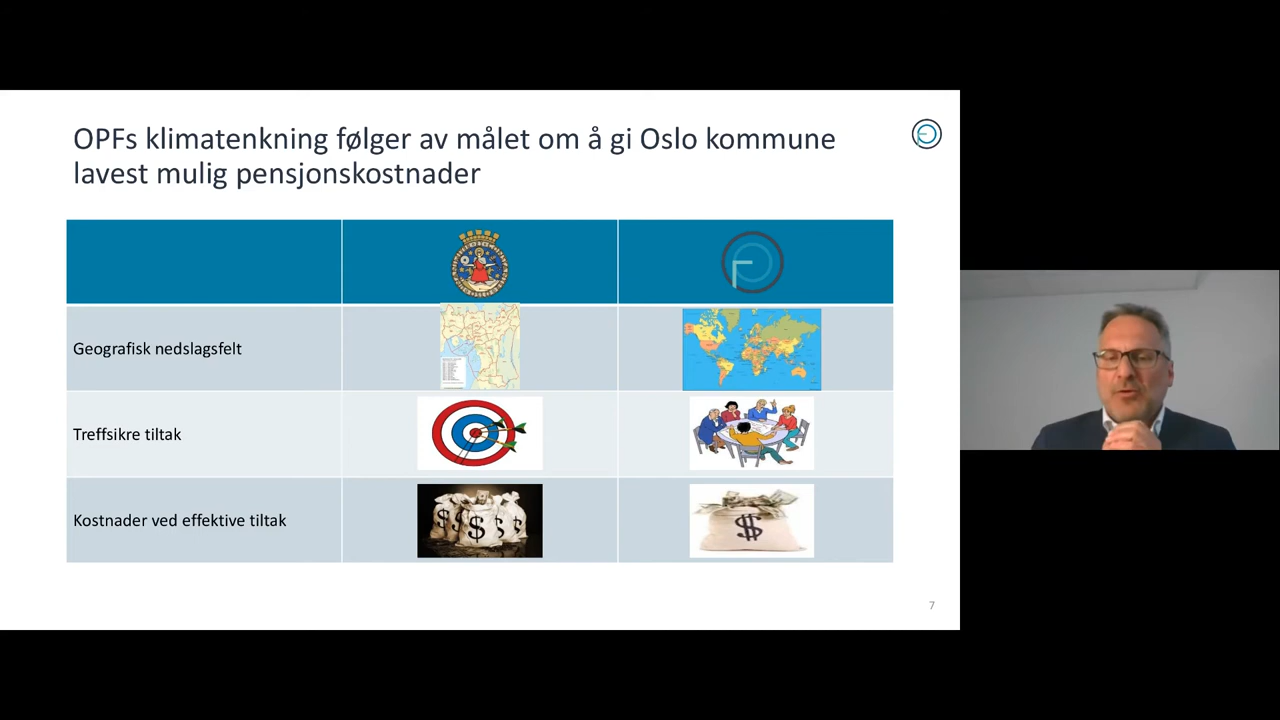 OPFs klimatenkning følger av målet om å gi Oslo kommune
lavest mulig pensjonskostnader
Geografisk nedslagsfelt
Treffsikre tiltak
Kostnader ved effektive tiltak
$ $ $ $
$
7